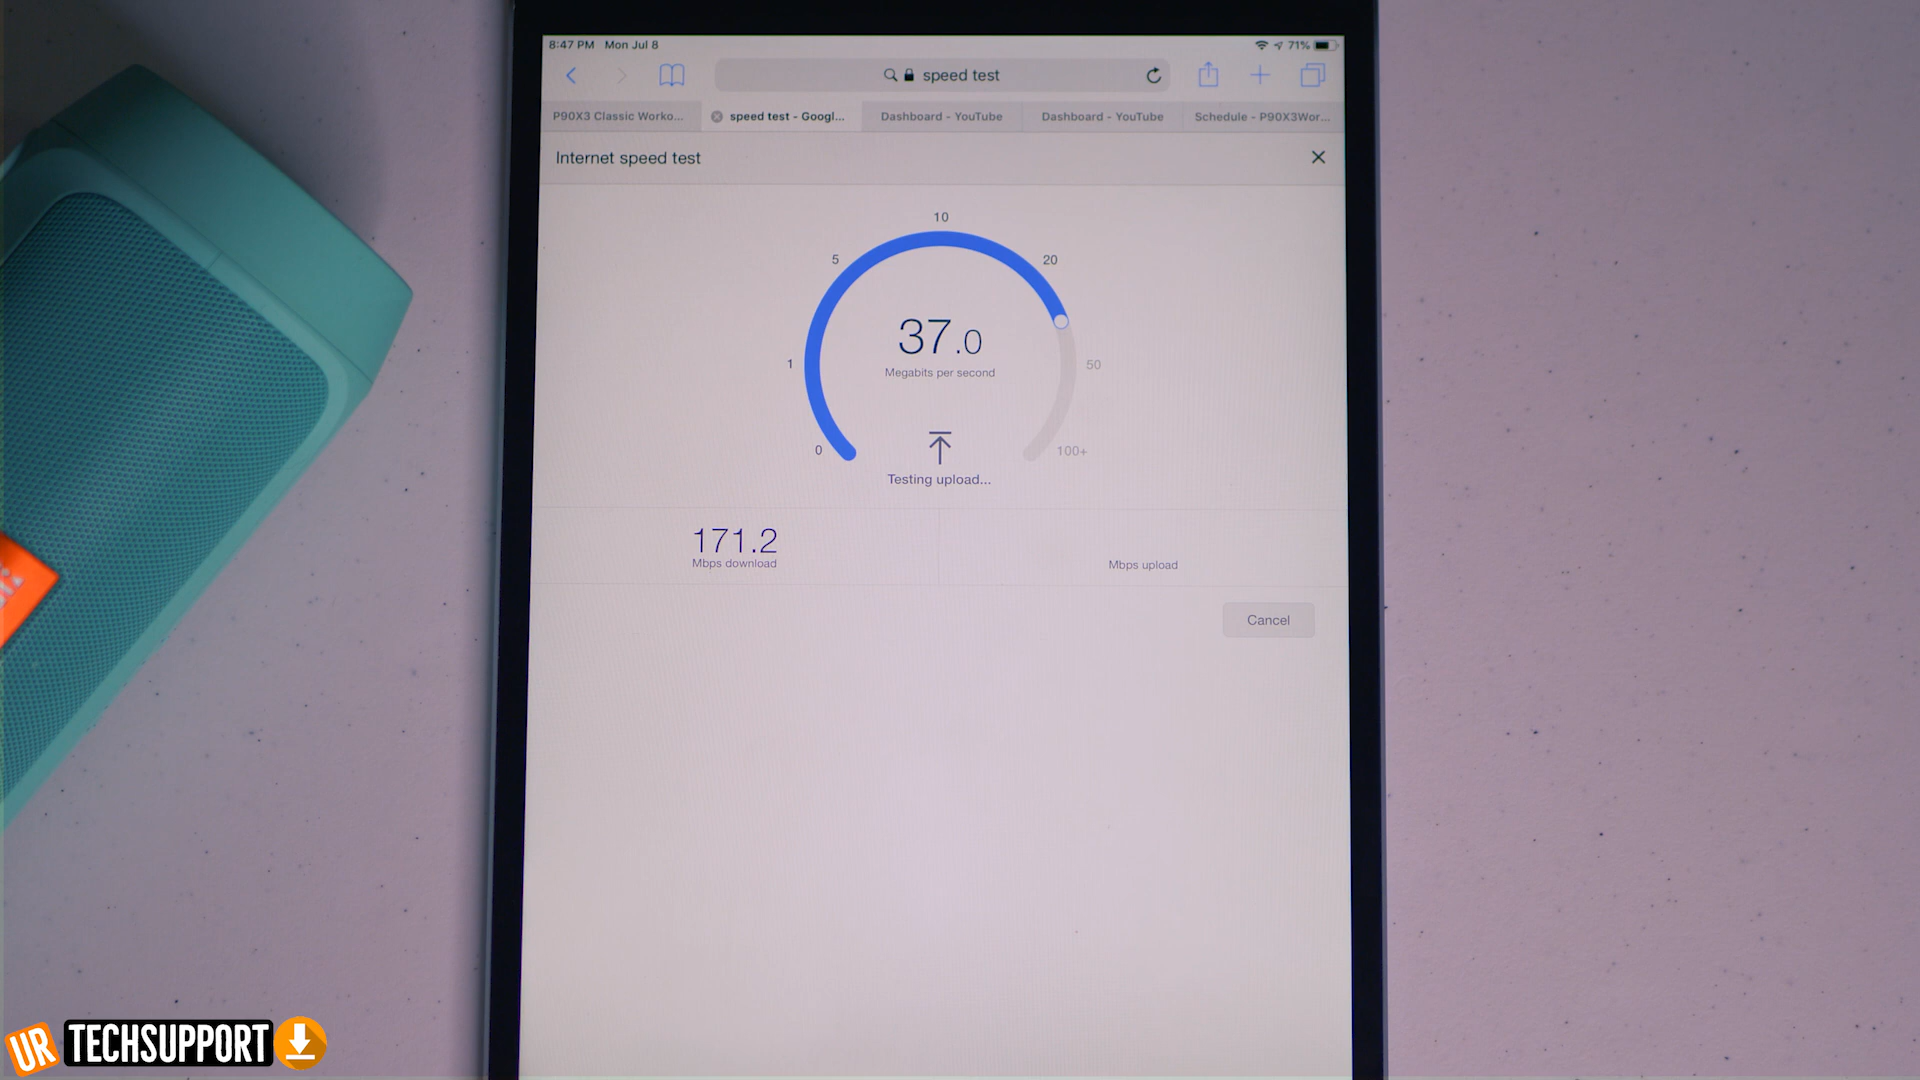 8:47 PM Mon Jul 8
71%
speed test
P90X3 Classic Worko...
speed test - Googl...
Dashboard - YouTube
Dashboard - YouTube
Schedule - P90X3Wor...
Internet speed test
10
5
20
37.0
Megabits per second
1
50
0
100+
Testing upload...
171.2
Mbps download
Mbps upload
Cancel
UR TECHSUPPORT